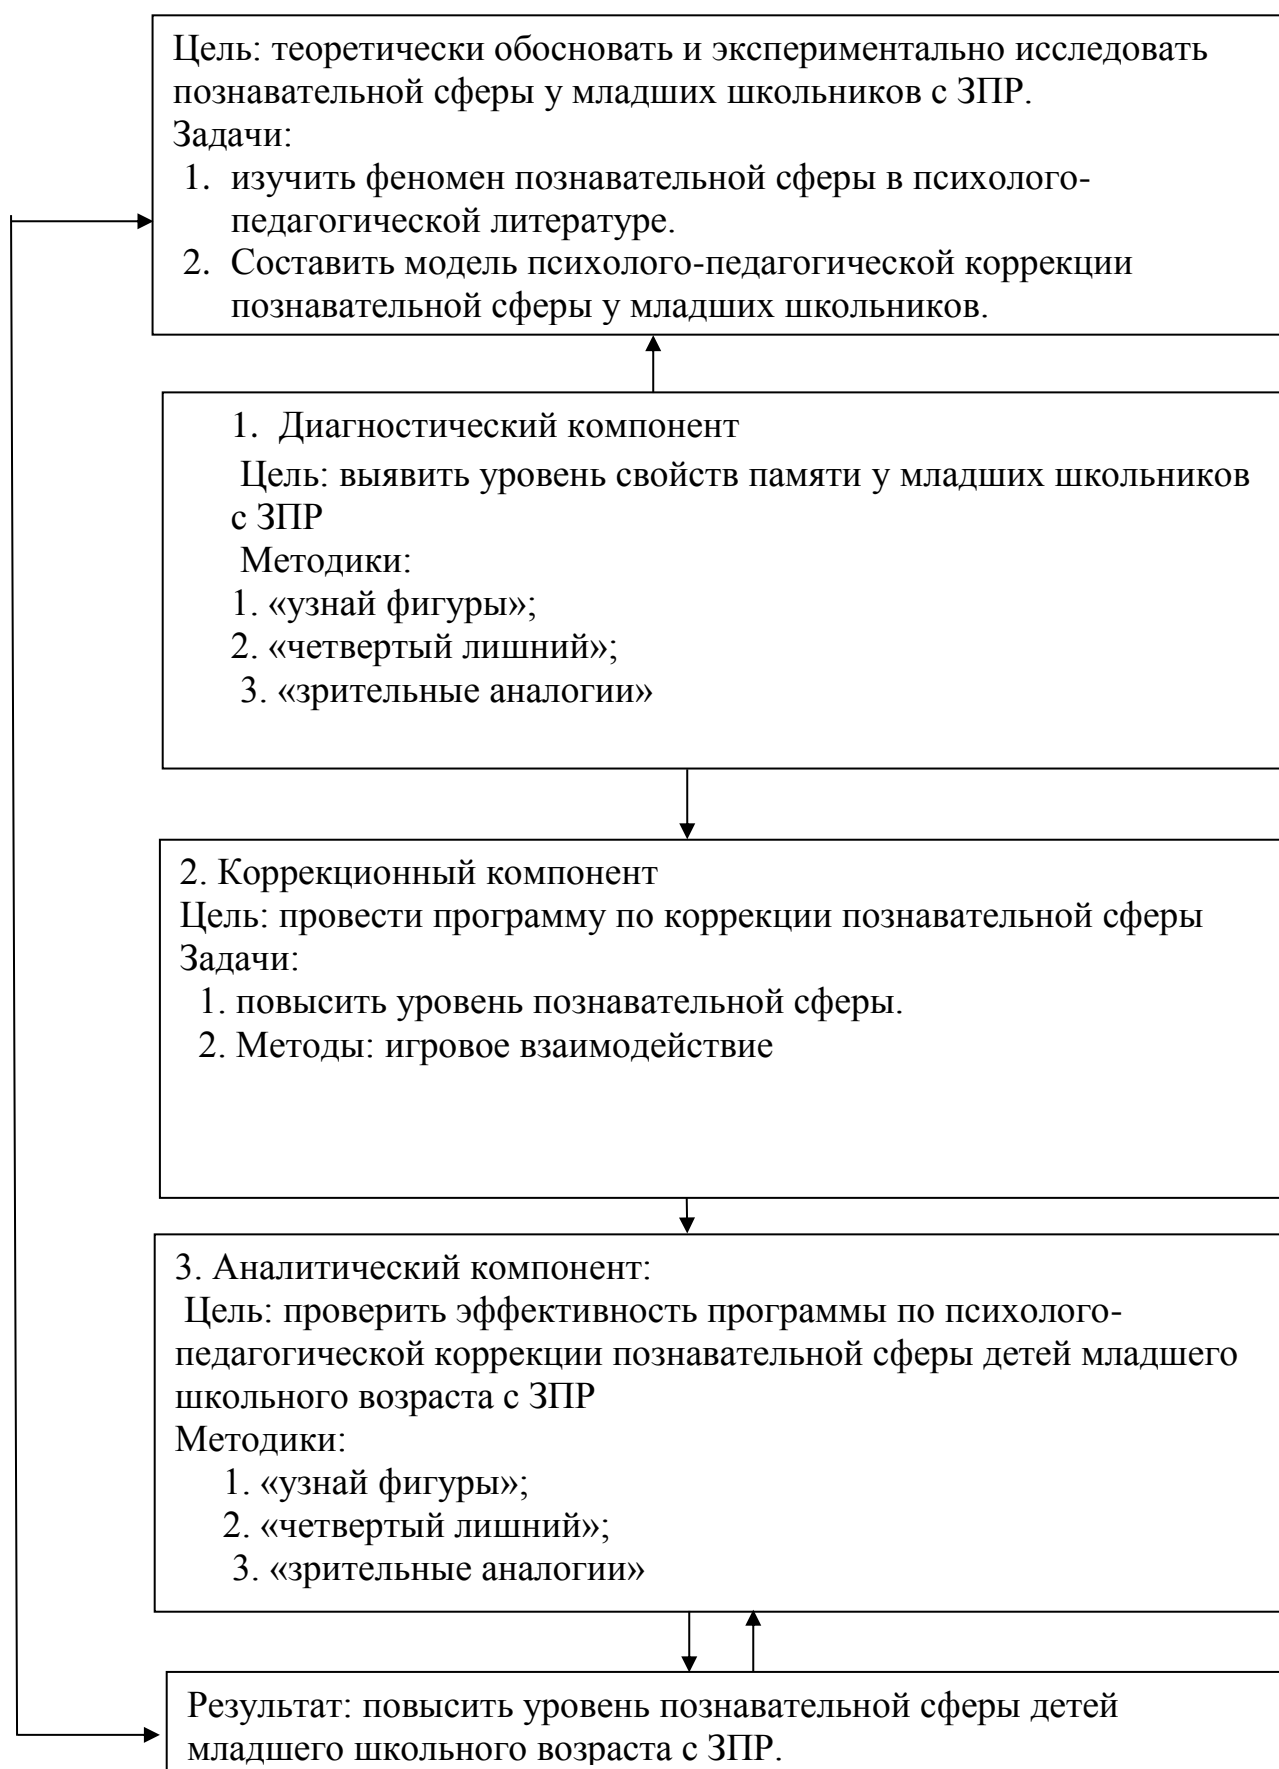 Цель: теоретически обосновать и экспериментально исследовать
познавательной сферы у младших школьников с ЗПР.
Задачи:
1. изучить феномен познавательной сферы в психолого-
педагогической литературе.
2. Составить модель психолого-педагогической коррекции
познавательной сферы у младших школьников.
1. Диагностический компонент
Цель: выявить уровень свойств памяти у младших школьников
с ЗПР
Методики:
1. «узнай фигуры»;
2. «четвертый лишний»;
3. «зрительные аналогии»
2. Коррекционный компонент
Цель: провести программу по коррекции познавательной сферы
Задачи:
1. повысить уровень познавательной сферы.
2. Методы: игровое взаимодействие
3. Аналитический компонент:
Цель: проверить эффективность программы по психолого-
педагогической коррекции познавательной сферы детей младшего
школьного возраста с ЗПР
Методики:
1. «узнай фигуры»;
2. «четвертый лишний»;
3. «зрительные аналогии»
Результат: повысить уровень познавательной сферы детей
младшего школьного возраста с ЗПР.